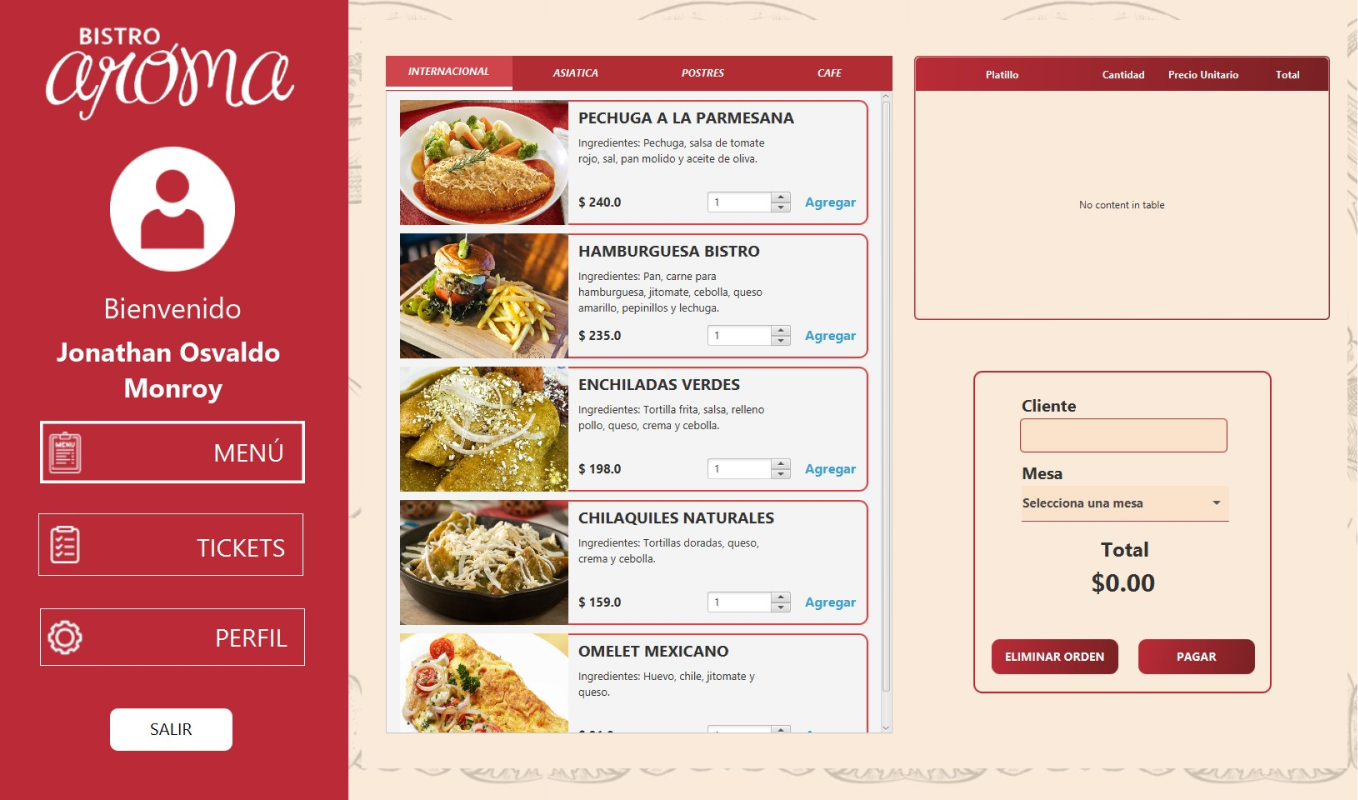 BISTRO
aroma
Bienvenido
Jonathan Osvaldo
Monroy
MENU
MENÚ
TICKETS
PERFIL
SALIR
INTERNACIONAL
ASIATICA
POSTRES
CAFE
PECHUGA A LA PARMESANA
Ingredientes: Pechuga, salsa de tomate
rojo, sal, pan molido y aceite de oliva.
$ 240.0
1
Agregar
HAMBURGUESA BISTRO
Ingredientes: Pan, carne para
hamburguesa, jitomate, cebolla, queso
amarillo, pepinillos y lechuga.
$ 235.0
1
Agregar
ENCHILADAS VERDES
Ingredientes: Tortilla frita, salsa, relleno
pollo, queso, crema y cebolla.
$ 198.0
1
Agregar
CHILAQUILES NATURALES
Ingredientes: Tortillas doradas, queso,
crema y cebolla.
$ 159.0
1
Agregar
OMELET MEXICANO
Ingredientes: Huevo, chile, jitomate y
queso.
Platillo
Cantidad
Precio Unitario
Total
No content in table
Cliente
Mesa
Selecciona una mesa
Total
$0.00
ELIMINAR ORDEN
PAGAR